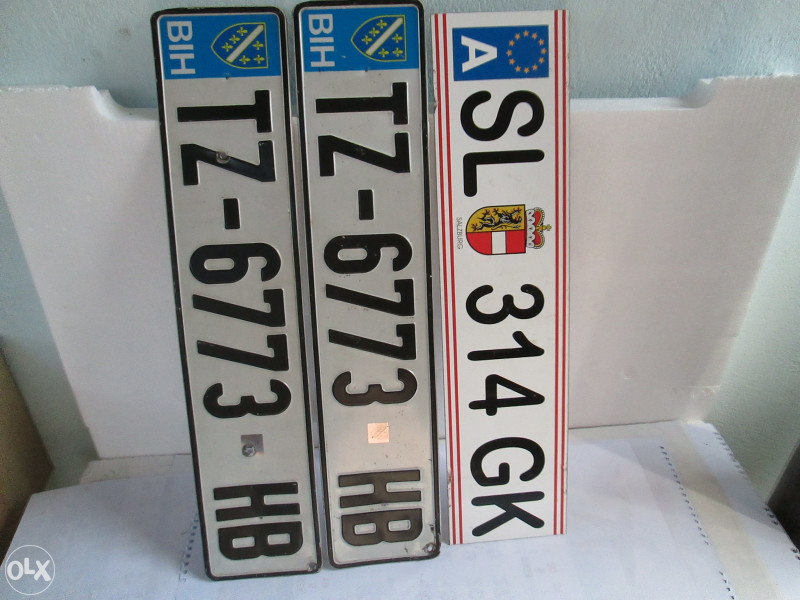 BIH
TZ-6773 HB
BIH
TZ-6773 HB
A
SL 314 GK
SALZBURG
OLX